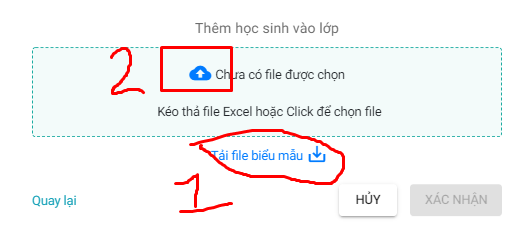 Thêm học sinh vào lớp
2
Chưa có file được chọn
Kéo thả file Excel hoặc Click để chọn file
Tải file biểu mẫu
1
Quay lại
HỦY
XÁC NHẬN